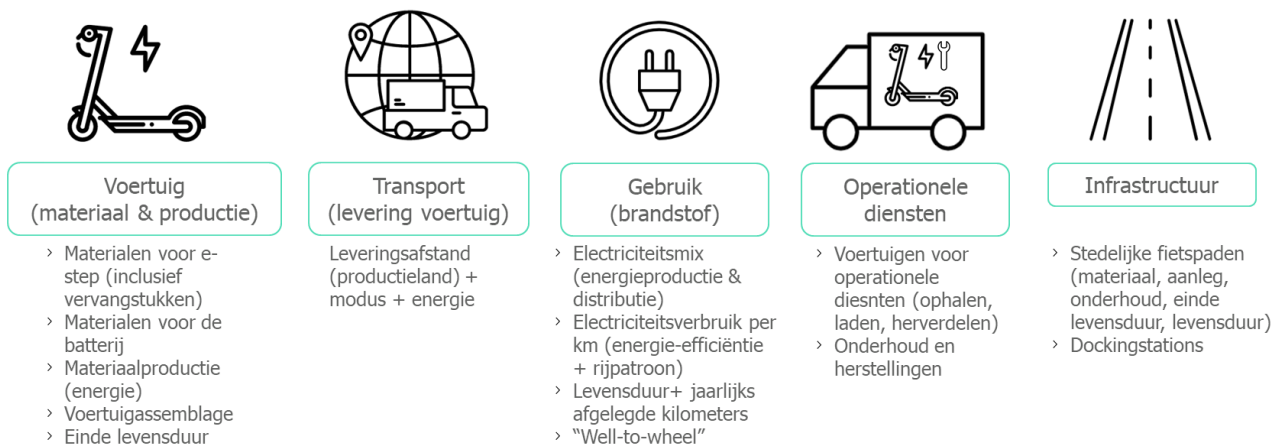 Voertuig
(materiaal & productie)
› Materialen voor e-
step (inclusief
vervangstukken)
› Materialen voor de
batterij
› Materiaalproductie
(energie)
› Voertuigassemblage
› Einde levensduur
Transport
(levering voertuig)
Leveringsafstand
(productieland) +
modus + energie
Gebruik
(brandstof)
› Electriciteitsmix
(energieproductie &
distributie)
› Electriciteitsverbruik per
km (energie-efficiëntie
+ rijpatroon)
› Levensduur+ jaarlijks
afgelegde kilometers
› “Well-to-wheel”
Operationele
diensten
› Voertuigen voor
operationele
diesnten (ophalen,
laden, herverdelen)
› Onderhoud en
herstellingen
Infrastructuur
› Stedelijke fietspaden
(materiaal, aanleg,
onderhoud, einde
levensduur, levensduur)
› Dockingstations